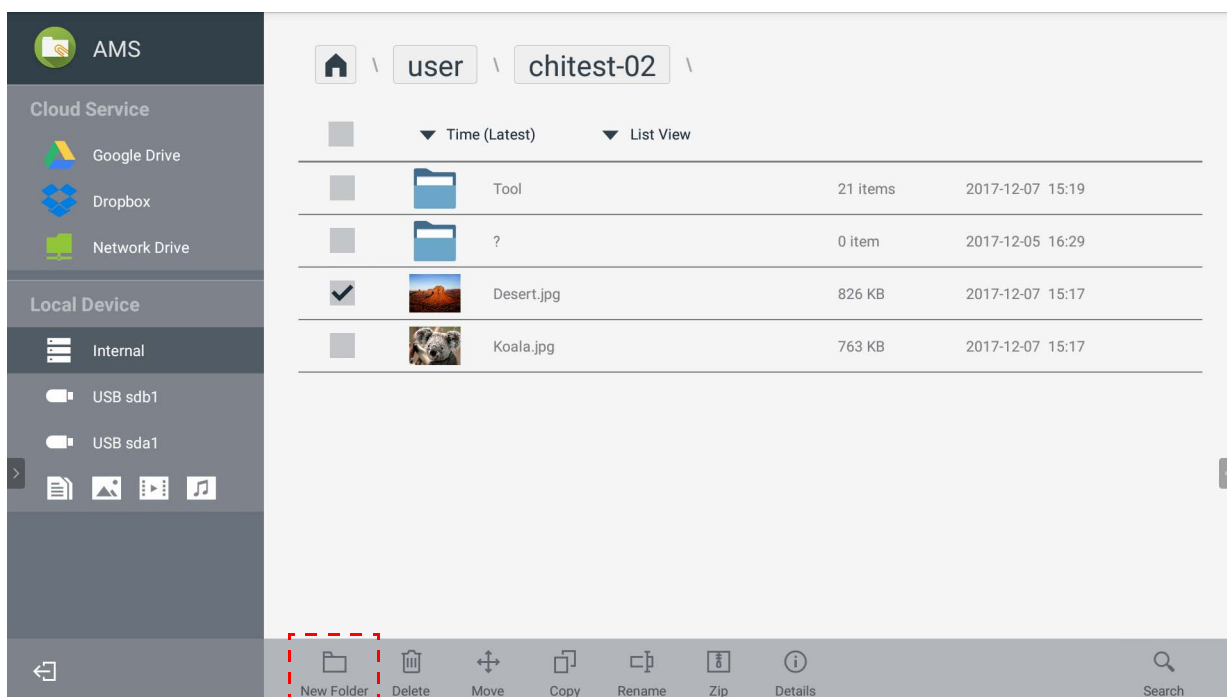 AMS
Cloud Service
Google Drive
Dropbox
Network Drive
Local Device
Internal
USB sdb1
USB sda1
\ user \ chitest-02 \
Time (Latest) List View
Tool 21 items 2017-12-07 15:19
? 0 item 2017-12-05 16:29
Desert.jpg 826 KB 2017-12-07 15:17
Koala.jpg 763 KB 2017-12-07 15:17
New Folder Delete Move Copy Rename Zip Details Search